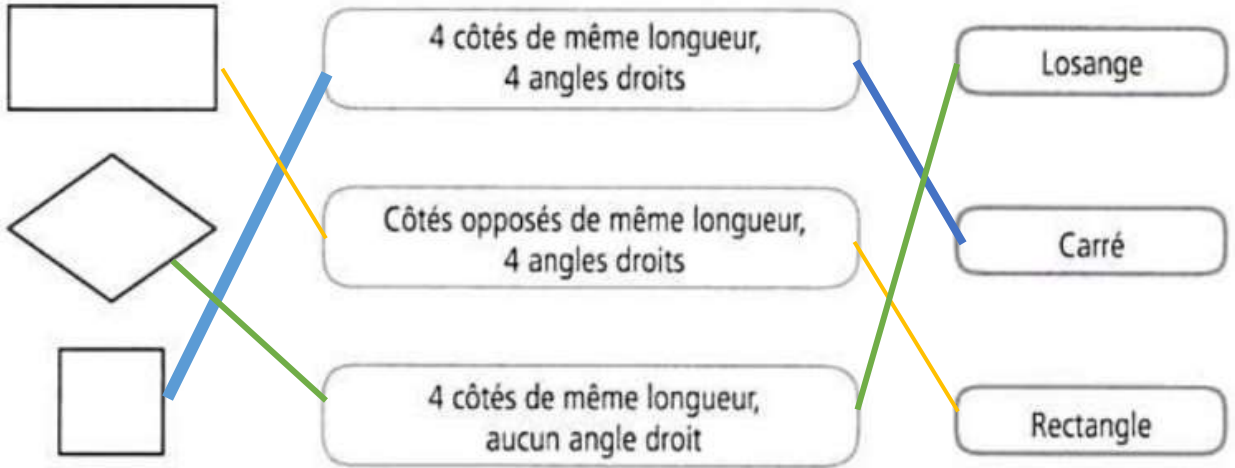 4 côtés de même longueur,
4 angles droits
Losange
Côtés opposés de même longueur,
4 angles droits
Carré
4 côtés de même longueur,
aucun angle droit
Rectangle